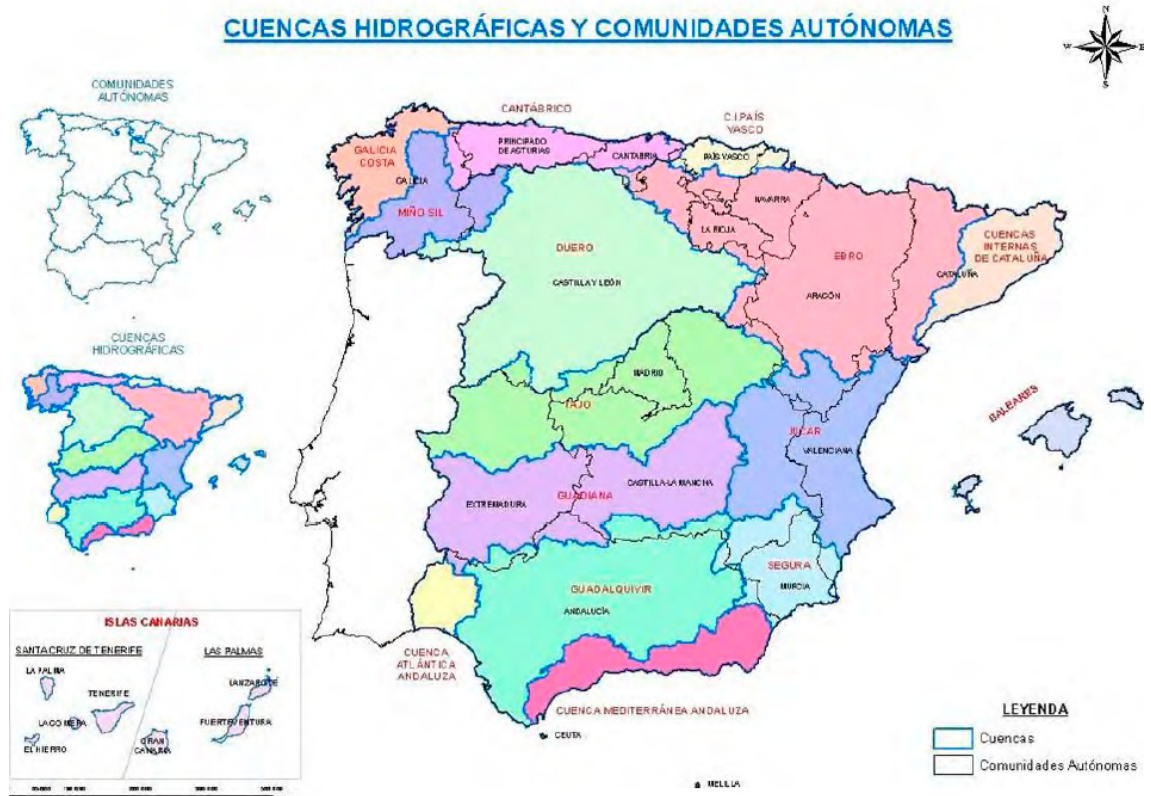 CUENCAS HIDROGRÁFICAS Y COMUNIDADES AUTÓNOMAS
N
W
E
S
COMUNIDADES
AUTÓNOMAS
CUENCAS
HIDROGRÁFICAS
CANTÁBRICO
C.I.PAÍS
VASCO
GALICIA
COSTA
PRINCIPADO
DE ASTURIAS
CANTABRIA
PAÍS VASCO
GALICIA
MIÑO SIL
NAVARRA
LA RIOJA
DUERO
CASTILLA Y LEÓN
EBRO
ARAGÓN
CATALUÑA
CUENCAS
INTERNAS
DE CATALUÑA
MADRID
TAJO
BALEARES
JUCAR
VALENCIANA
EXTREMADURA
GUADIANA
CASTILLA-LA MANCHA
SEGURA
MURCIA
GUADALQUIVIR
ANDALUCÍA
CUENCA
ATLÁNTICA
ANDALUZA
CUENCA MEDITERRÁNEA ANDALUZA
CEUTA
MELILLA
ISLAS CANARIAS
SANTA CRUZ DE TENERIFE
LAS PALMAS
LA PALMA
TENERIFE
LA GOMERA
EL HIERRO
LANZAROTE
FUERTEVENTURA
GRAN
CANARIA
LEYENDA
Cuencas
Comunidades Autónomas